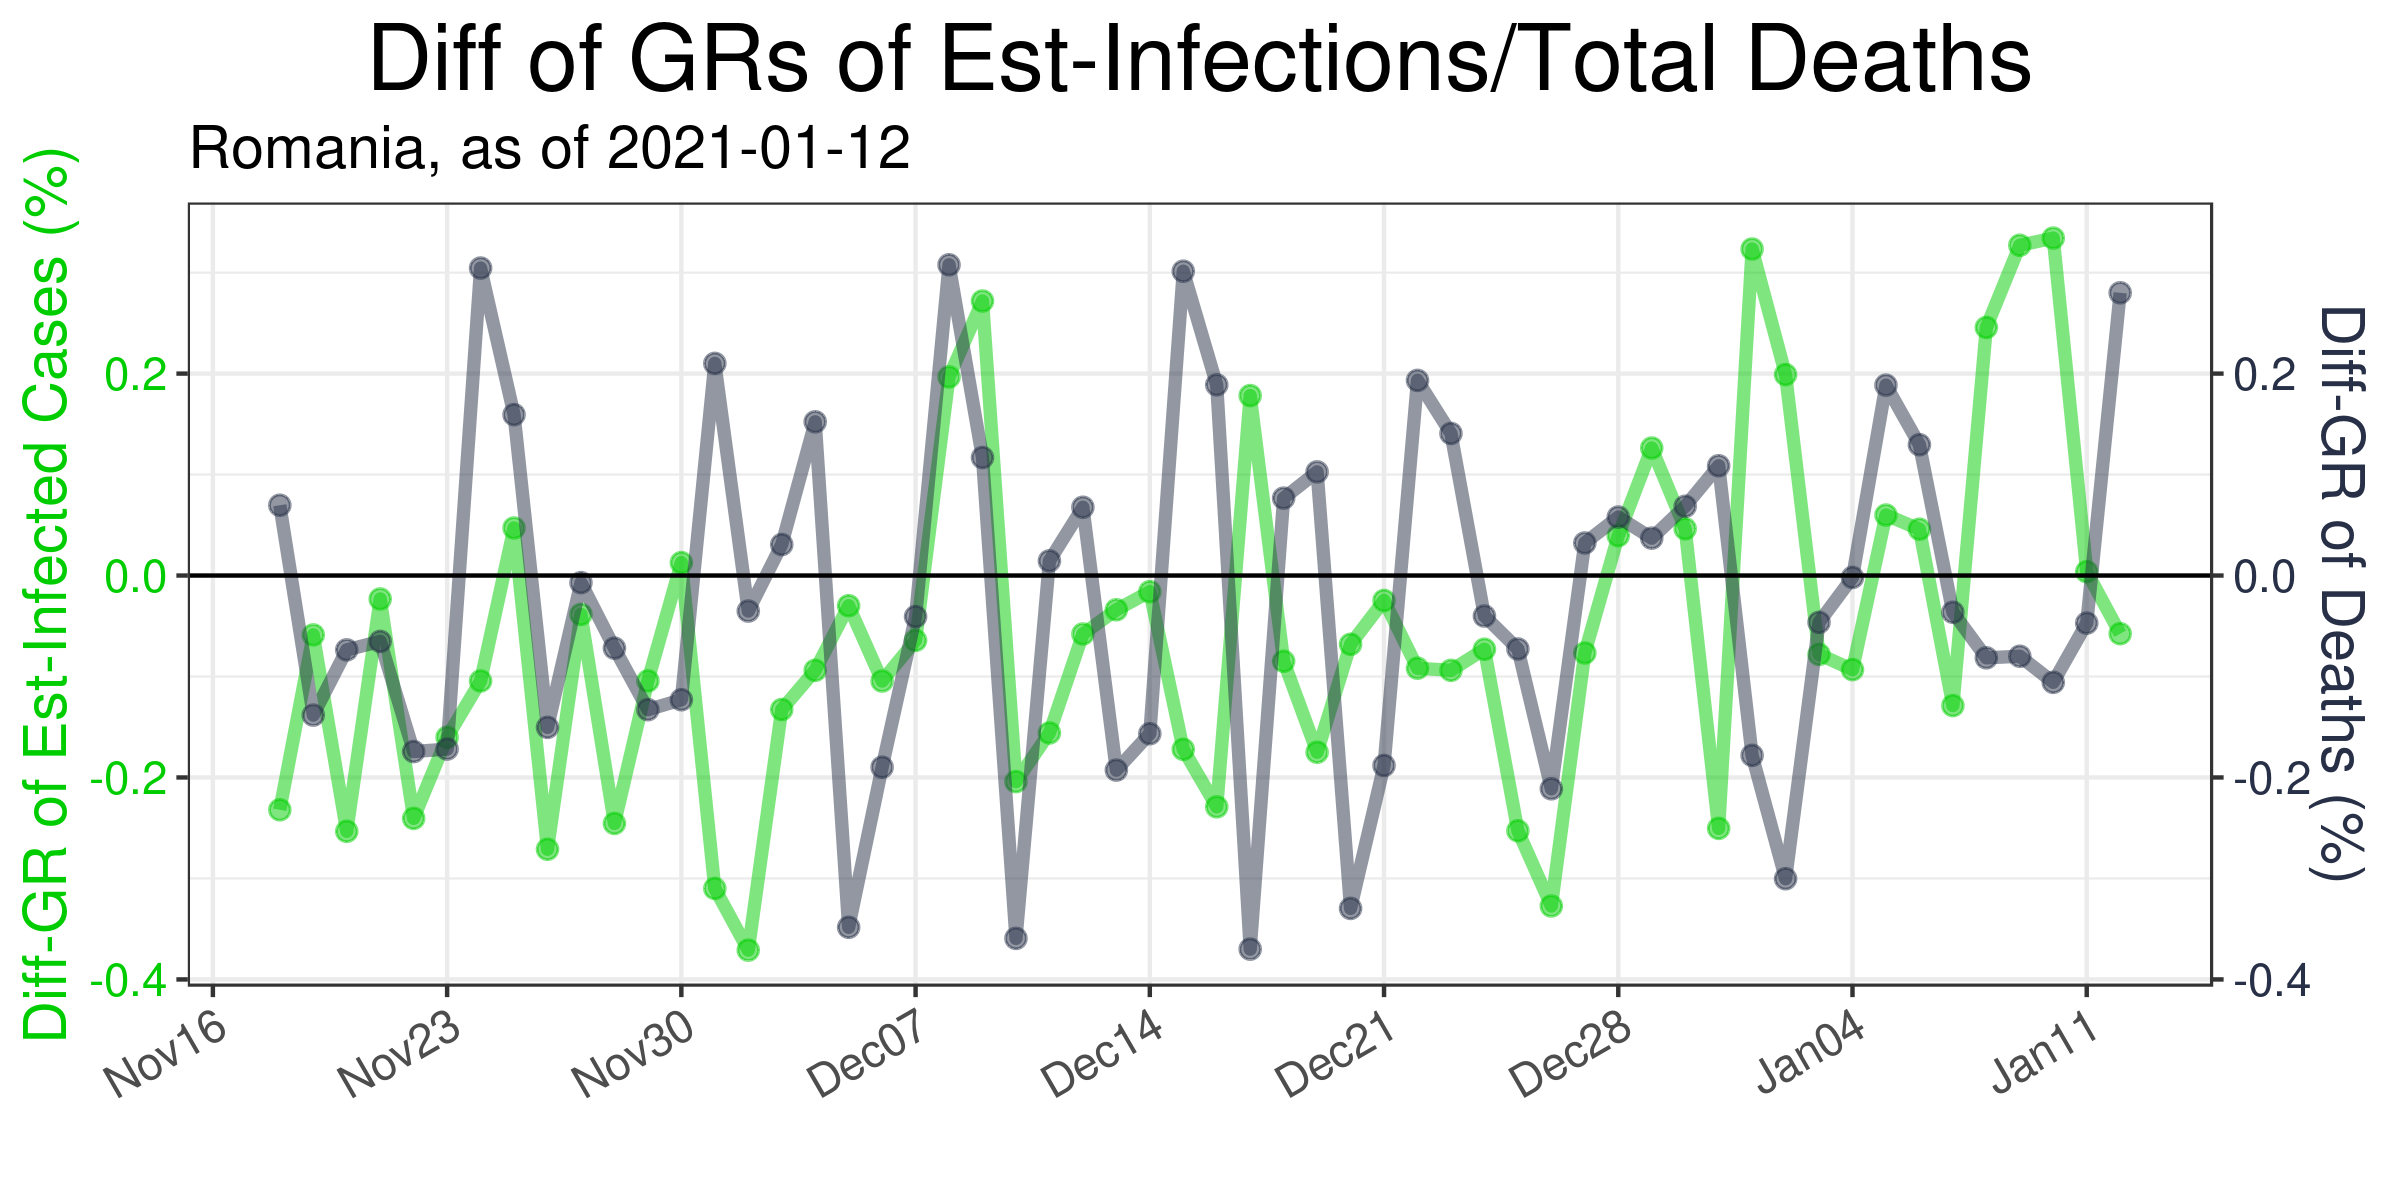 Diff of GRs of Est-Infections/Total Deaths
Romania, as of 2021-01-12
Diff-GR of Est-Infected Cases (%)
0.2
0.0
-0.2
-0.4
0.2
0.0
-0.2
-0.4
Diff-GR of Deaths (%)
Nov16
Nov23
Nov30
Dec07
Dec14
Dec21
Dec28
Jan04
Jan11